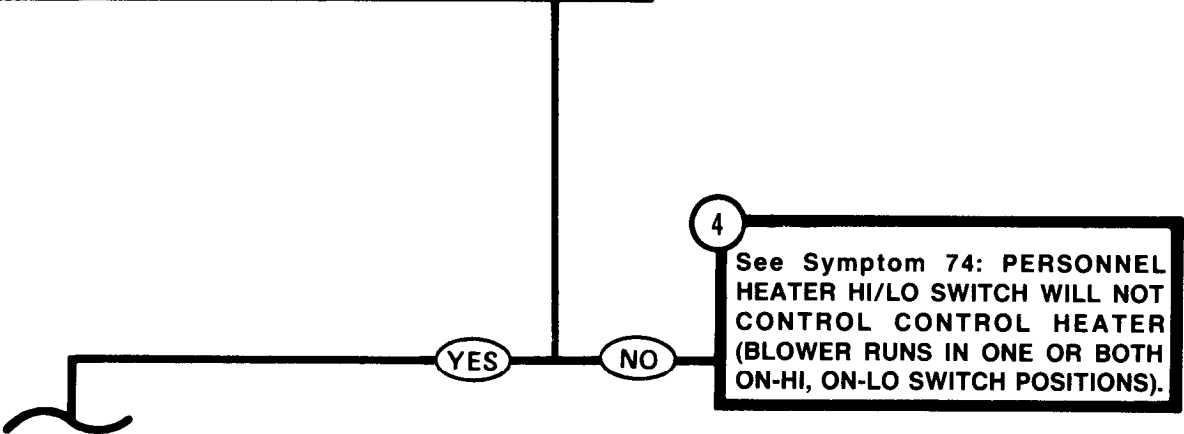 4
See Symptom 74: PERSONNEL
HEATER HI/LO SWITCH WILL NOT
CONTROL CONTROL HEATER
(BLOWER RUNS IN ONE OR BOTH
ON-HI, ON-LO SWITCH POSITIONS).
YES NO